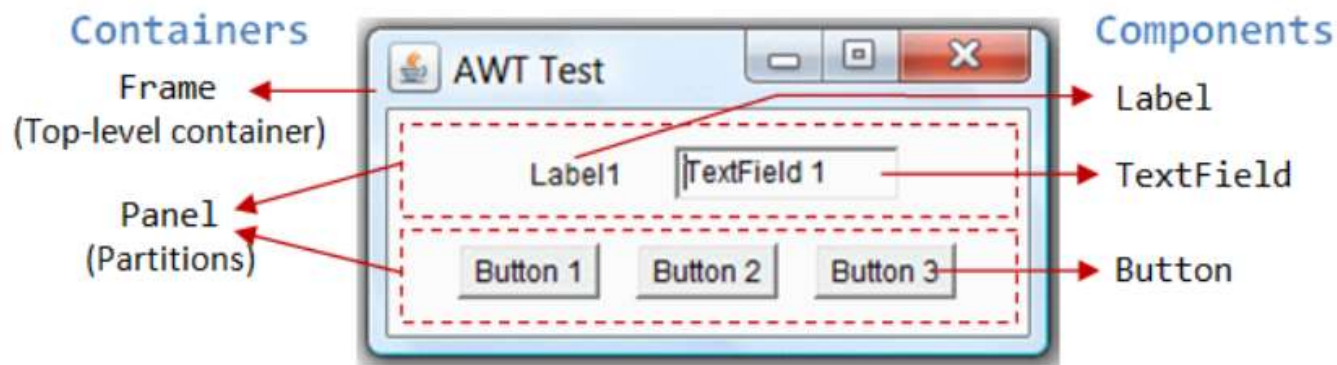 Containers
Components
AWT Test
Frame
(Top-level container)
Label
Label1
TextField 1
TextField
Panel
(Partitions)
Button 1
Button 2
Button 3
Button